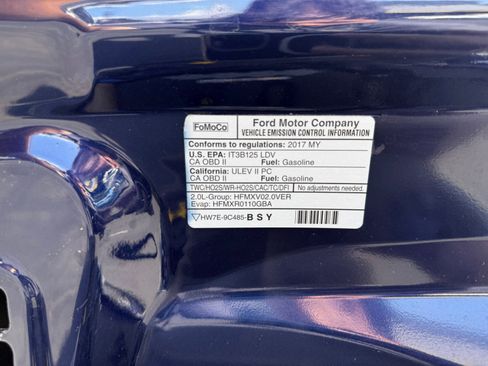 FoMoCo
Ford Motor Company
VEHICLE EMISSION CONTROL INFORMATION
Conforms to regulations: 2017 MY
U.S. EPA: IT3B125 LDV
CA OBD II Fuel: Gasoline
California: ULEV II PC
CA OBD II Fuel: Gasoline
TWC/HO2S/WR-HO2S/CAC/TC/DFI No adjustments needed.
2.0L-Group: HFMXV02.0VER
Evap: HFMXR0110GBA
HW7E-9C485-BSY